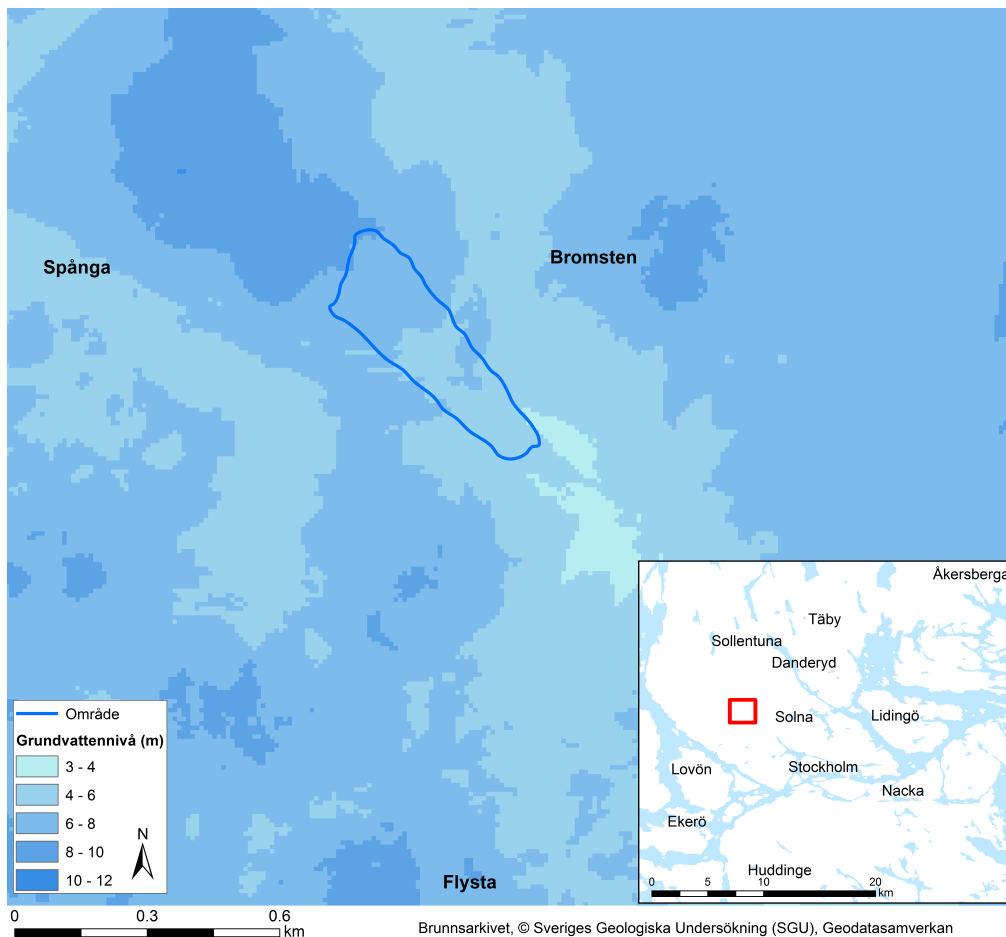 Spånga
Bromsten
Flysta
Område
Grundvattennivå (m)
3 - 4
4 - 6
6 - 8
8 - 10
10 - 12
N
0 0.3 0.6
km
Åkersberga
Täby
Sollentuna
Danderyd
Solna
Lidingö
Lovön
Stockholm
Nacka
Ekerö
Huddinge
0 5 10 20
km
Brunnsarkivet, © Sveriges Geologiska Undersökning (SGU), Geodatasamverkan